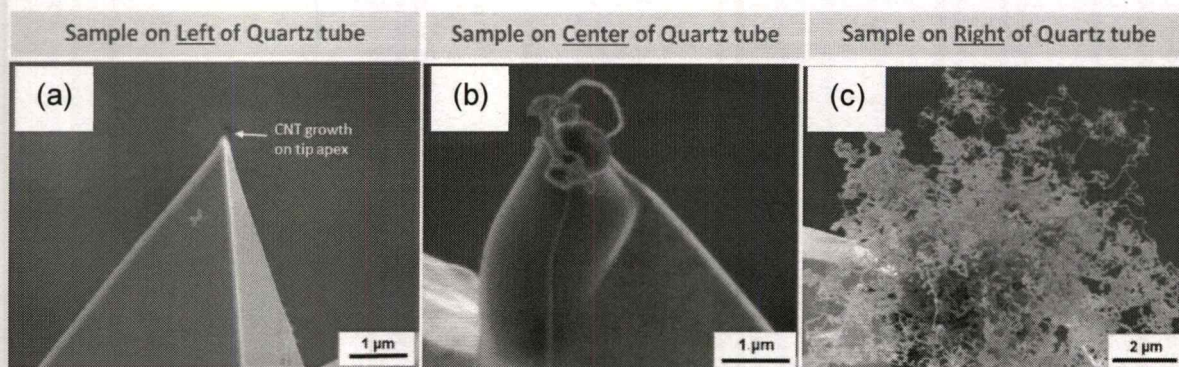 Sample on Left of Quartz tube
Sample on Center of Quartz tube
Sample on Right of Quartz tube
(a)
CNT growth
on tip apex
1 µm
(b)
1 µm
(c)
2 µm